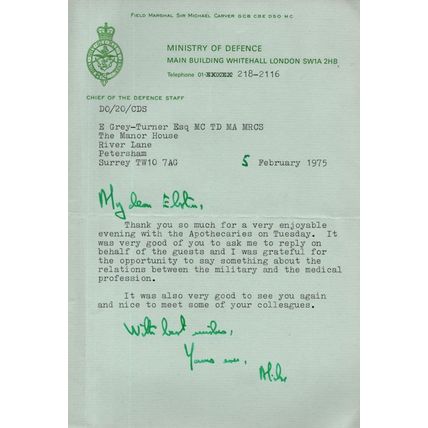 FIELD MARSHAL SIR MICHAEL CARVER GCB CBE DSO MC
MINISTRY OF DEFENCE
MAIN BUILDING WHITEHALL LONDON SW1A 2HB
Telephone 01-XXXXXX 218-2116
CHIEF OF THE DEFENCE STAFF
DO/20/CDS
E Grey-Turner Esq MC TD MA MRCS
The Manor House
River Lane
Petersham
Surrey TW10 7AG
5 February 1975
My dear Elston,
Thank you so much for a very enjoyable
evening with the Apothecaries on Tuesday. It
was very good of you to ask me to reply on
behalf of the guests and I was grateful for
the opportunity to say something about the
relations between the military and the medical
profession.
It was also very good to see you again
and nice to meet some of your colleagues.
With best wishes,
Yours ever,
Mike